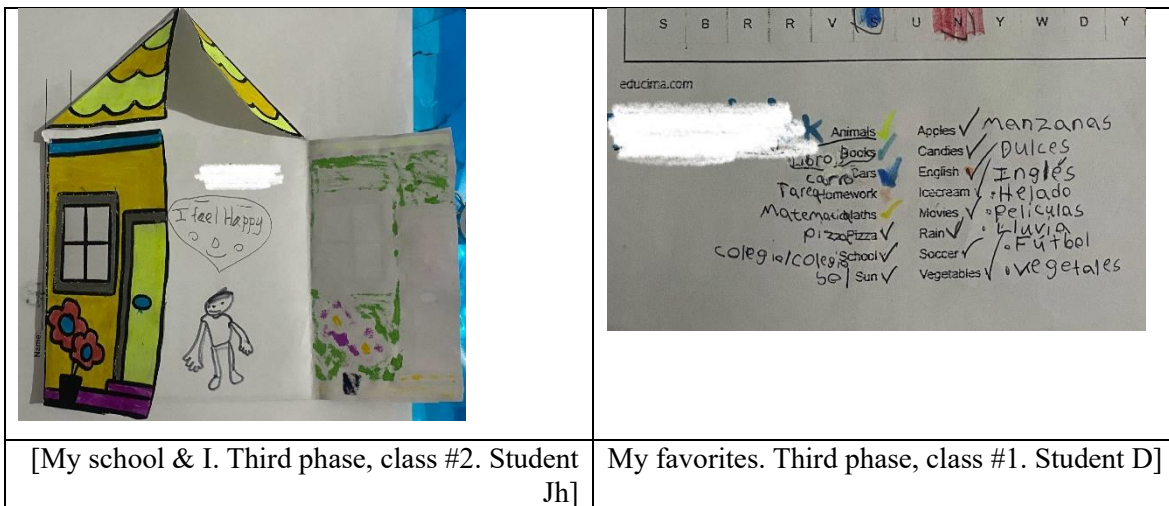 Name:
I feel Happy
S B R R V S U N Y W D Y
educima.com
Animals
Libro Books
carro Cars
Tarea Homework
Matematic Maths
pizza Pizza
colegio/colegio School
sol Sun
Apples manzanas
Candies Dulces
English Inglés
Icecream Helado
Movies películas
Rain Lluvia
Soccer Fútbol
Vegetables vegetales
[My school & I. Third phase, class #2. Student
Jh]
My favorites. Third phase, class #1. Student D]